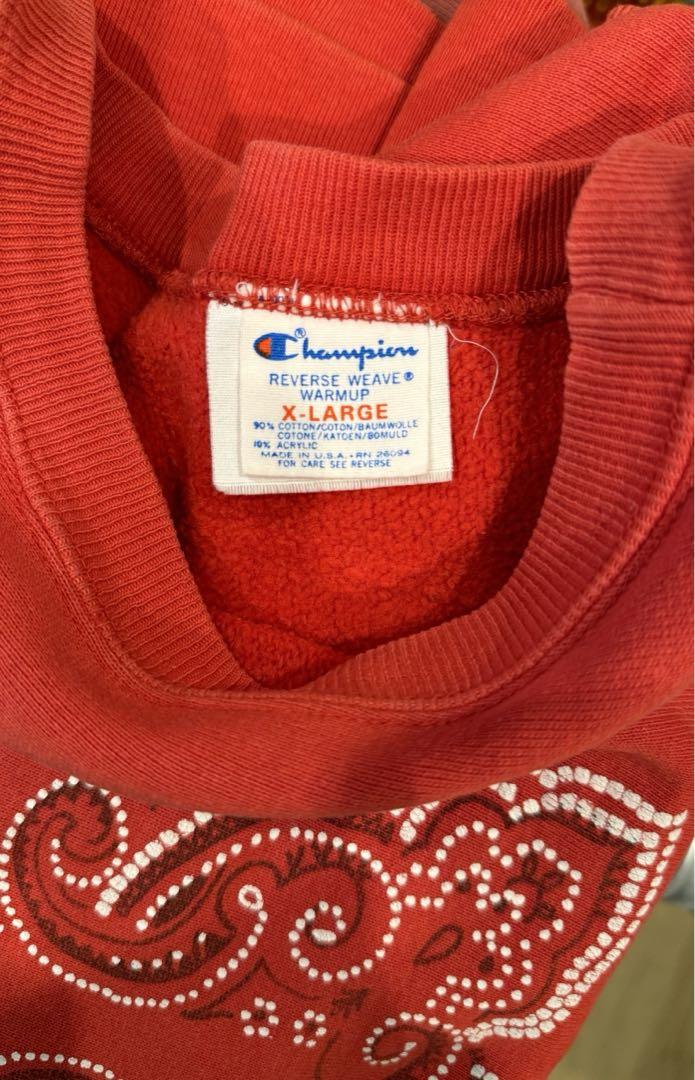 Champion®
REVERSE WEAVE®
WARMUP
X-LARGE
90% COTTON/COTON/BAUMWOLLE
COTONE/KATOEN/BOMULD
10% ACRYLIC
MADE IN U.S.A. • RN 26094
FOR CARE SEE REVERSE